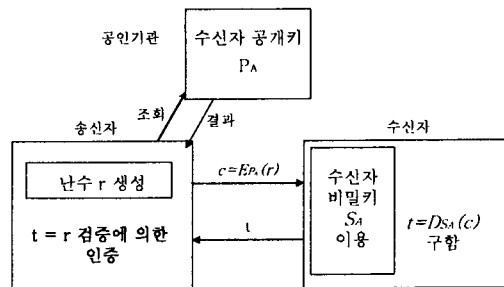 공인기관
수신자 공개키
PA
조회
결과
송신자
수신자
난수 r 생성
c=EPA(r)
t = r 검증에 의한
인증
t
수신자
비밀키
SA
이용
t=DSA(c)
구함